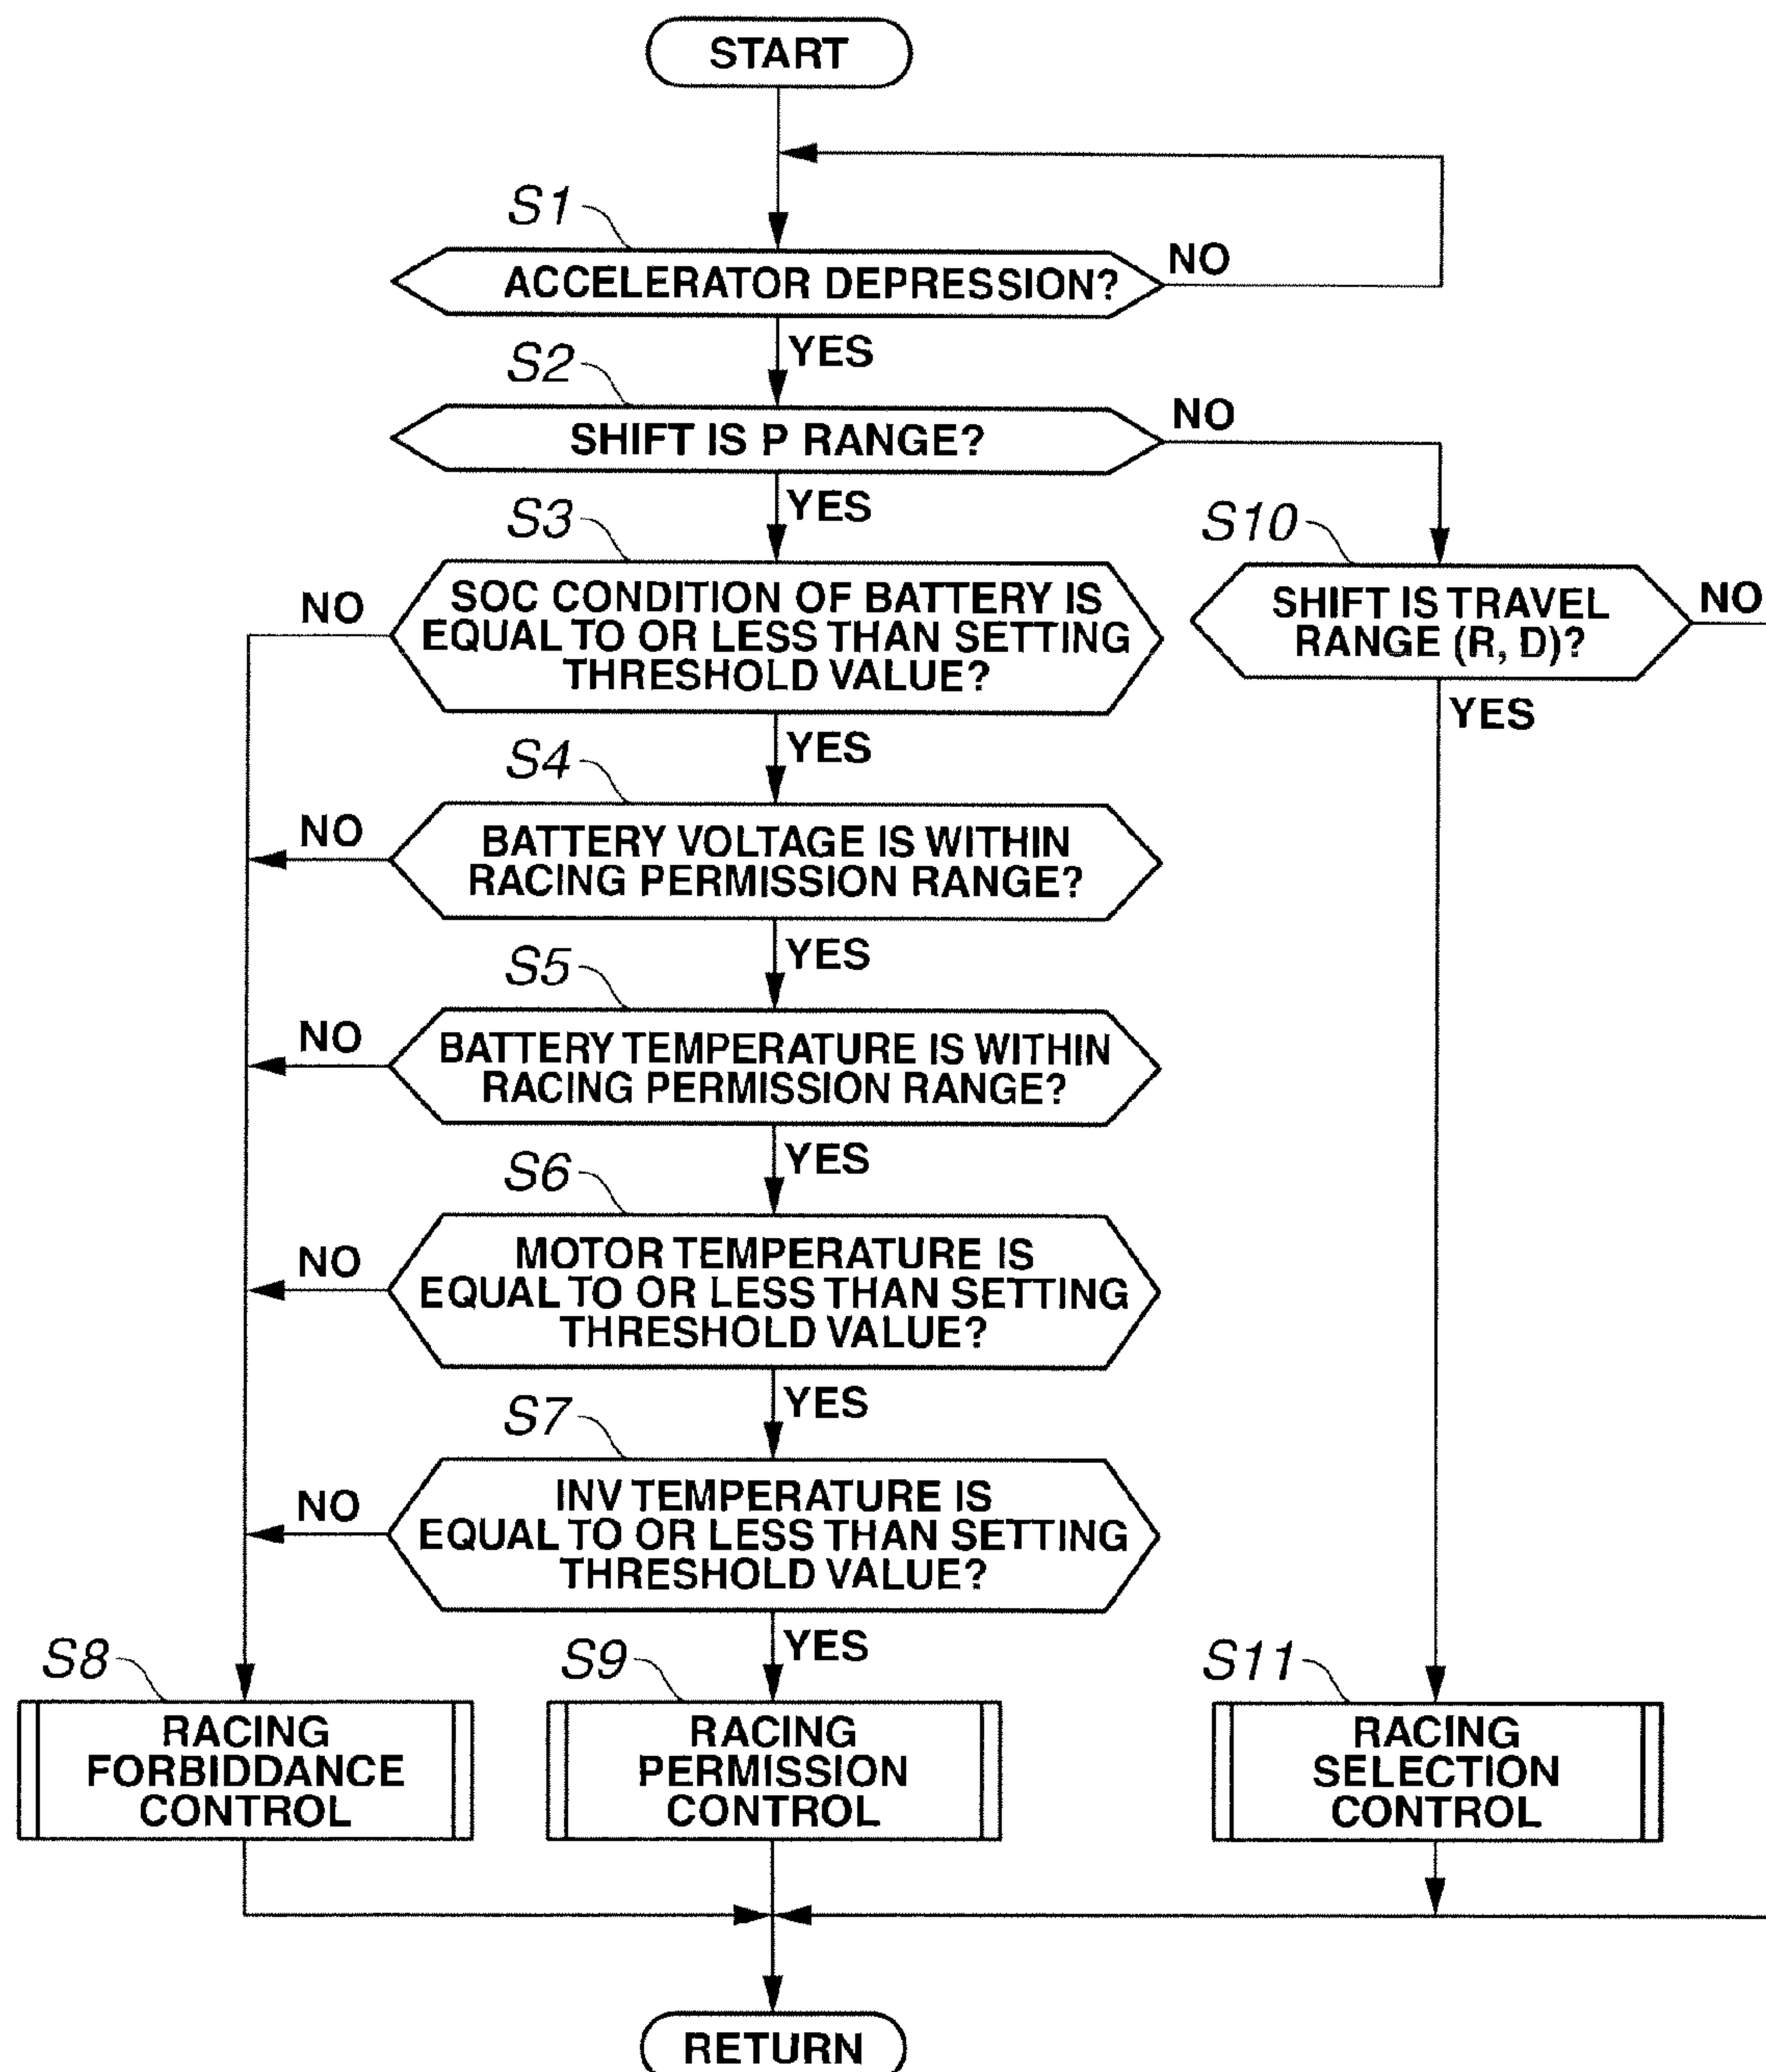 START
S1
ACCELERATOR DEPRESSION?
NO
YES
S2
SHIFT IS P RANGE?
NO
YES
S3
SOC CONDITION OF BATTERY IS
EQUAL TO OR LESS THAN SETTING
THRESHOLD VALUE?
NO
YES
S10
SHIFT IS TRAVEL
RANGE (R, D)?
NO
YES
S4
BATTERY VOLTAGE IS WITHIN
RACING PERMISSION RANGE?
NO
YES
S5
BATTERY TEMPERATURE IS WITHIN
RACING PERMISSION RANGE?
NO
YES
S6
MOTOR TEMPERATURE IS
EQUAL TO OR LESS THAN SETTING
THRESHOLD VALUE?
NO
YES
S7
INV TEMPERATURE IS
EQUAL TO OR LESS THAN SETTING
THRESHOLD VALUE?
NO
YES
S8
RACING
FORBIDDANCE
CONTROL
S9
RACING
PERMISSION
CONTROL
S11
RACING
SELECTION
CONTROL
RETURN